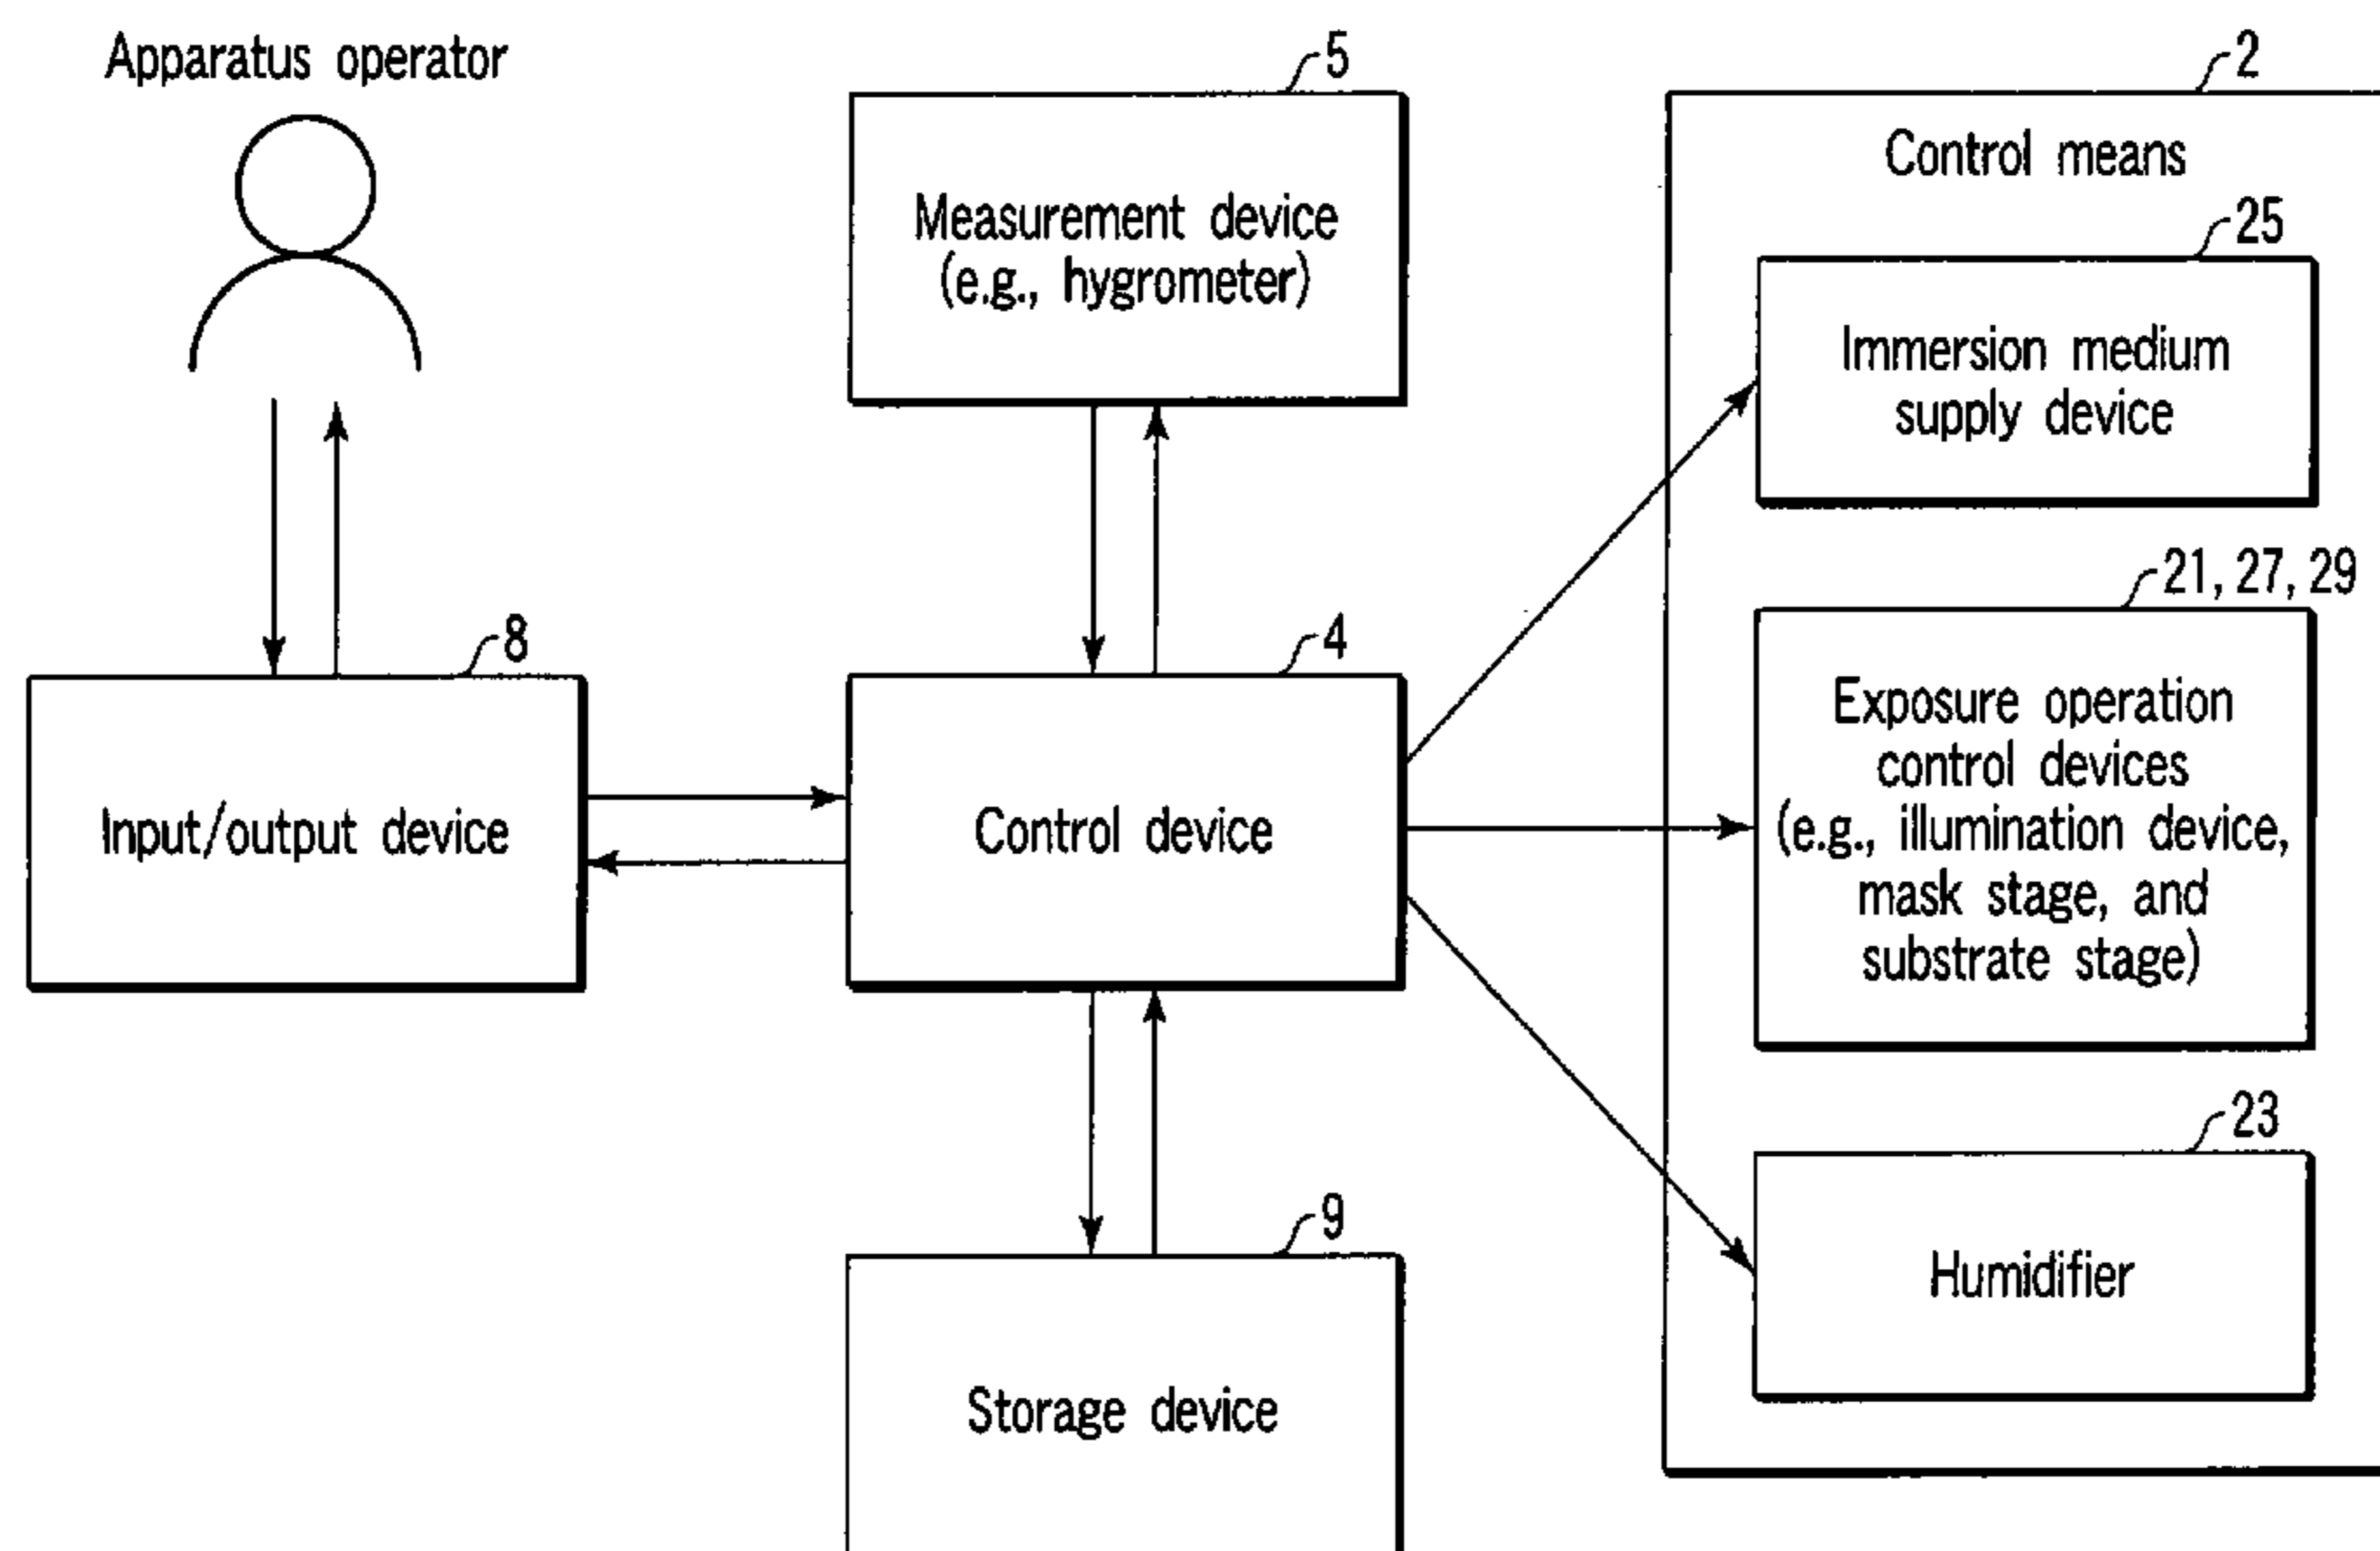 Apparatus operator
5
2
Measurement device
(e.g., hygrometer)
Control means
25
Immersion medium
supply device
8
4
21, 27, 29
Input/output device
Control device
Exposure operation
control devices
(e.g., illumination device,
mask stage, and
substrate stage)
9
Storage device
23
Humidifier